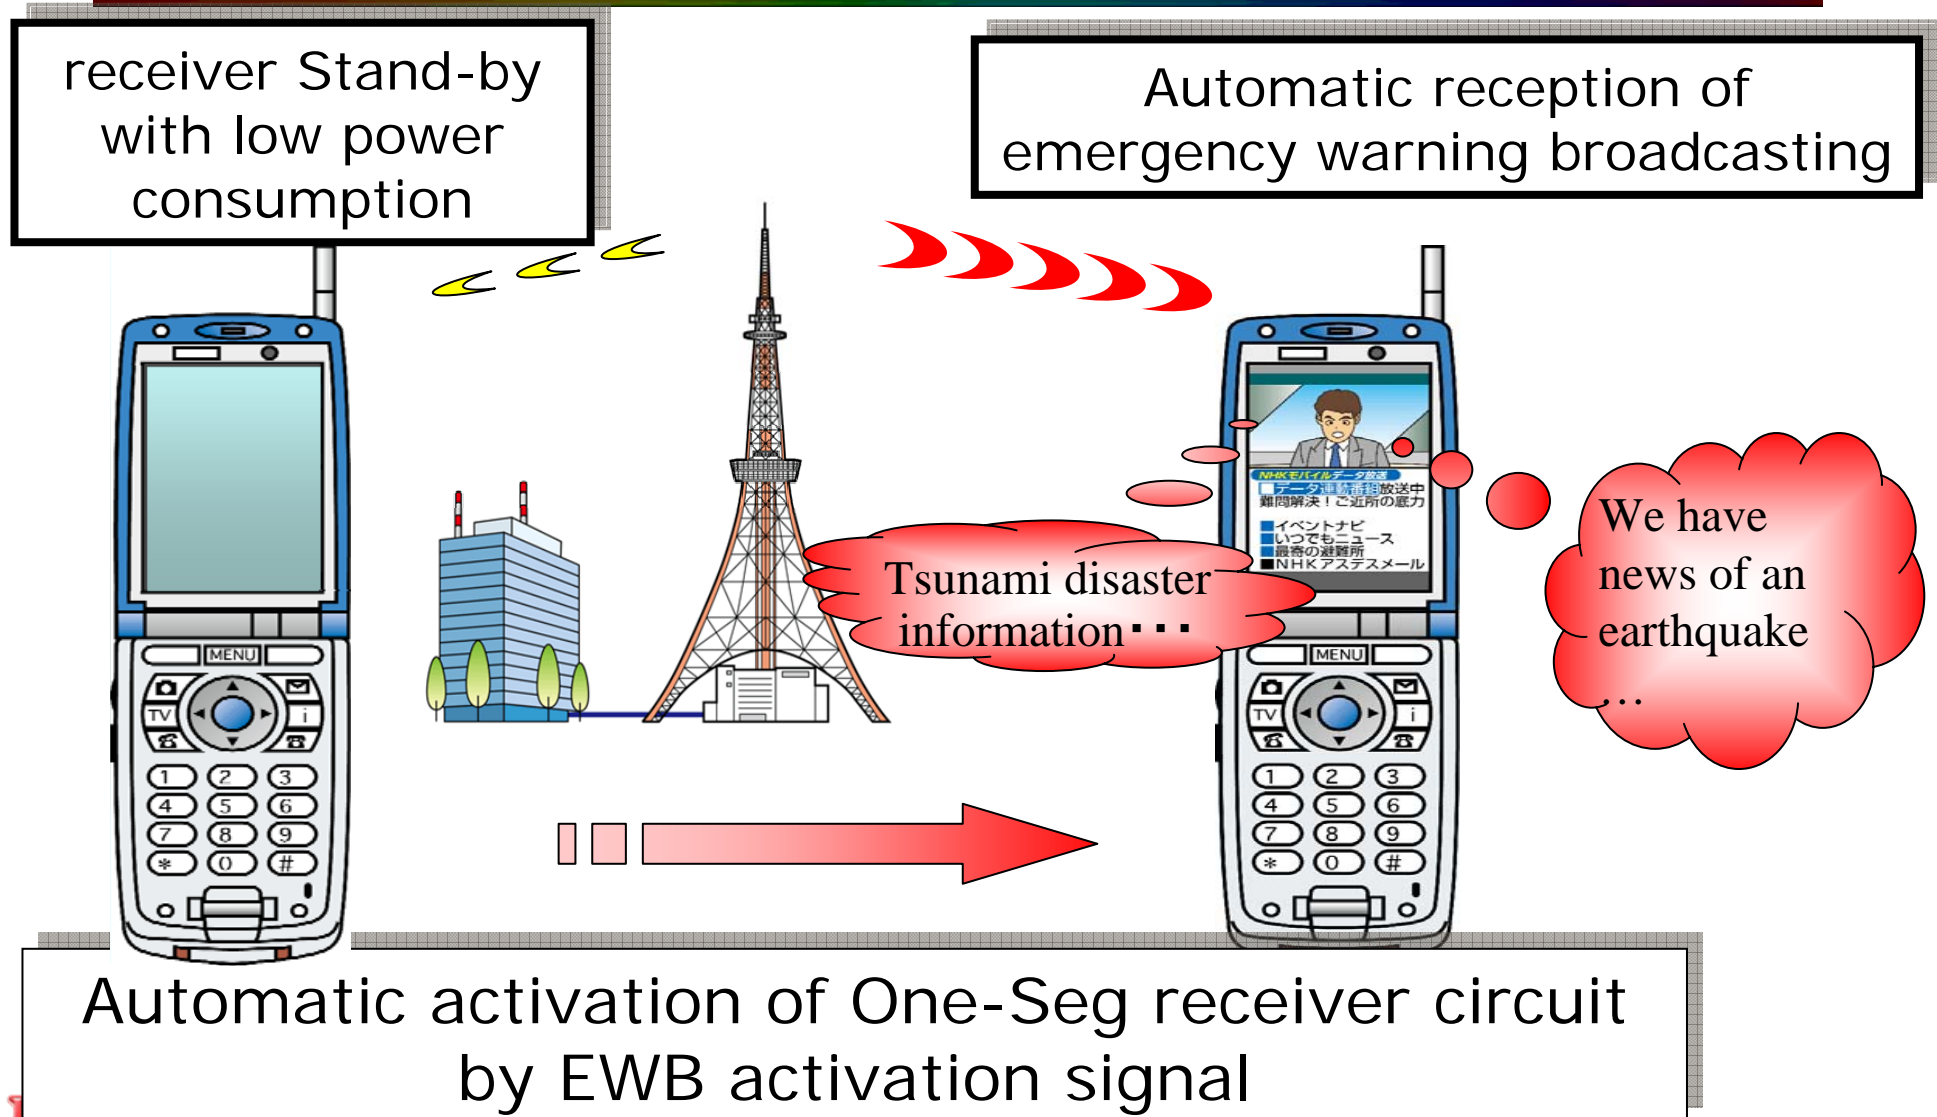 receiver Stand-by
with low power
consumption
Automatic reception of
emergency warning broadcasting
NHKモバイルデータ放送
データ連動番組放送中
難問解決！ご近所の底力
■イベントナビ
■いつでもニュース
■最寄の避難所
■NHKアステスメール
Tsunami disaster
information･･･
We have
news of an
earthquake
…
MENU
TV
i
1 2 3
4 5 6
7 8 9
* 0 #
MENU
TV
i
1 2 3
4 5 6
7 8 9
* 0 #
Automatic activation of One-Seg receiver circuit
by EWB activation signal